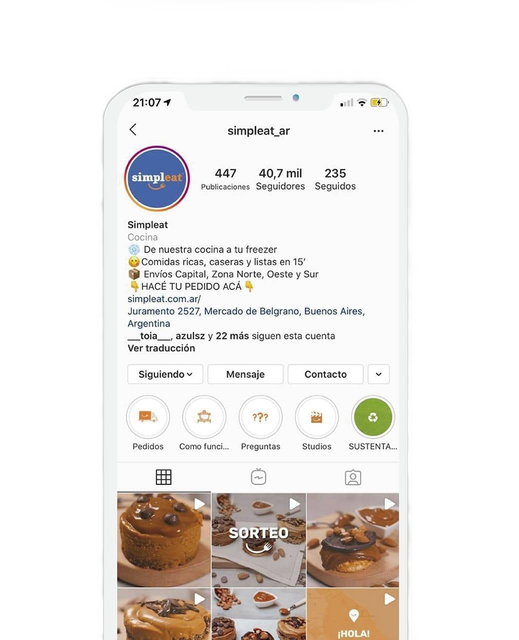 21:07
simpleat_ar
simpleat
447
40,7 mil
235
Publicaciones
Seguidores
Seguidos
Simpleat
Cocina
De nuestra cocina a tu freezer
Comidas ricas, caseras y listas en 15'
Envíos Capital, Zona Norte, Oeste y Sur
HACÉ TU PEDIDO ACÁ
simpleat.com.ar/
Juramento 2527, Mercado de Belgrano, Buenos Aires,
Argentina
___toia___, azulsz y 22 más siguen esta cuenta
Ver traducción
Siguiendo
Mensaje
Contacto
???
Pedidos
Como funci...
Preguntas
Studios
SUSTENTA...
SORTEO
¡HOLA!